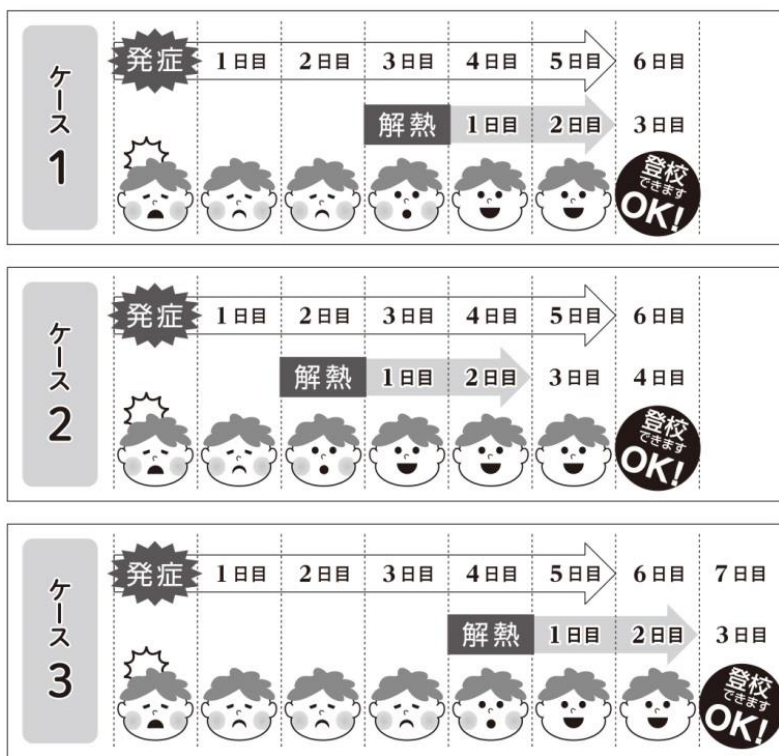 ケース1
発症 1日目 2日目 3日目 4日目 5日目 6日目
解熱 1日目 2日目 3日目
登校
できます
OK!
ケース2
発症 1日目 2日目 3日目 4日目 5日目 6日目
解熱 1日目 2日目 3日目 4日目
登校
できます
OK!
ケース3
発症 1日目 2日目 3日目 4日目 5日目 6日目 7日目
解熱 1日目 2日目 3日目
登校
できます
OK!